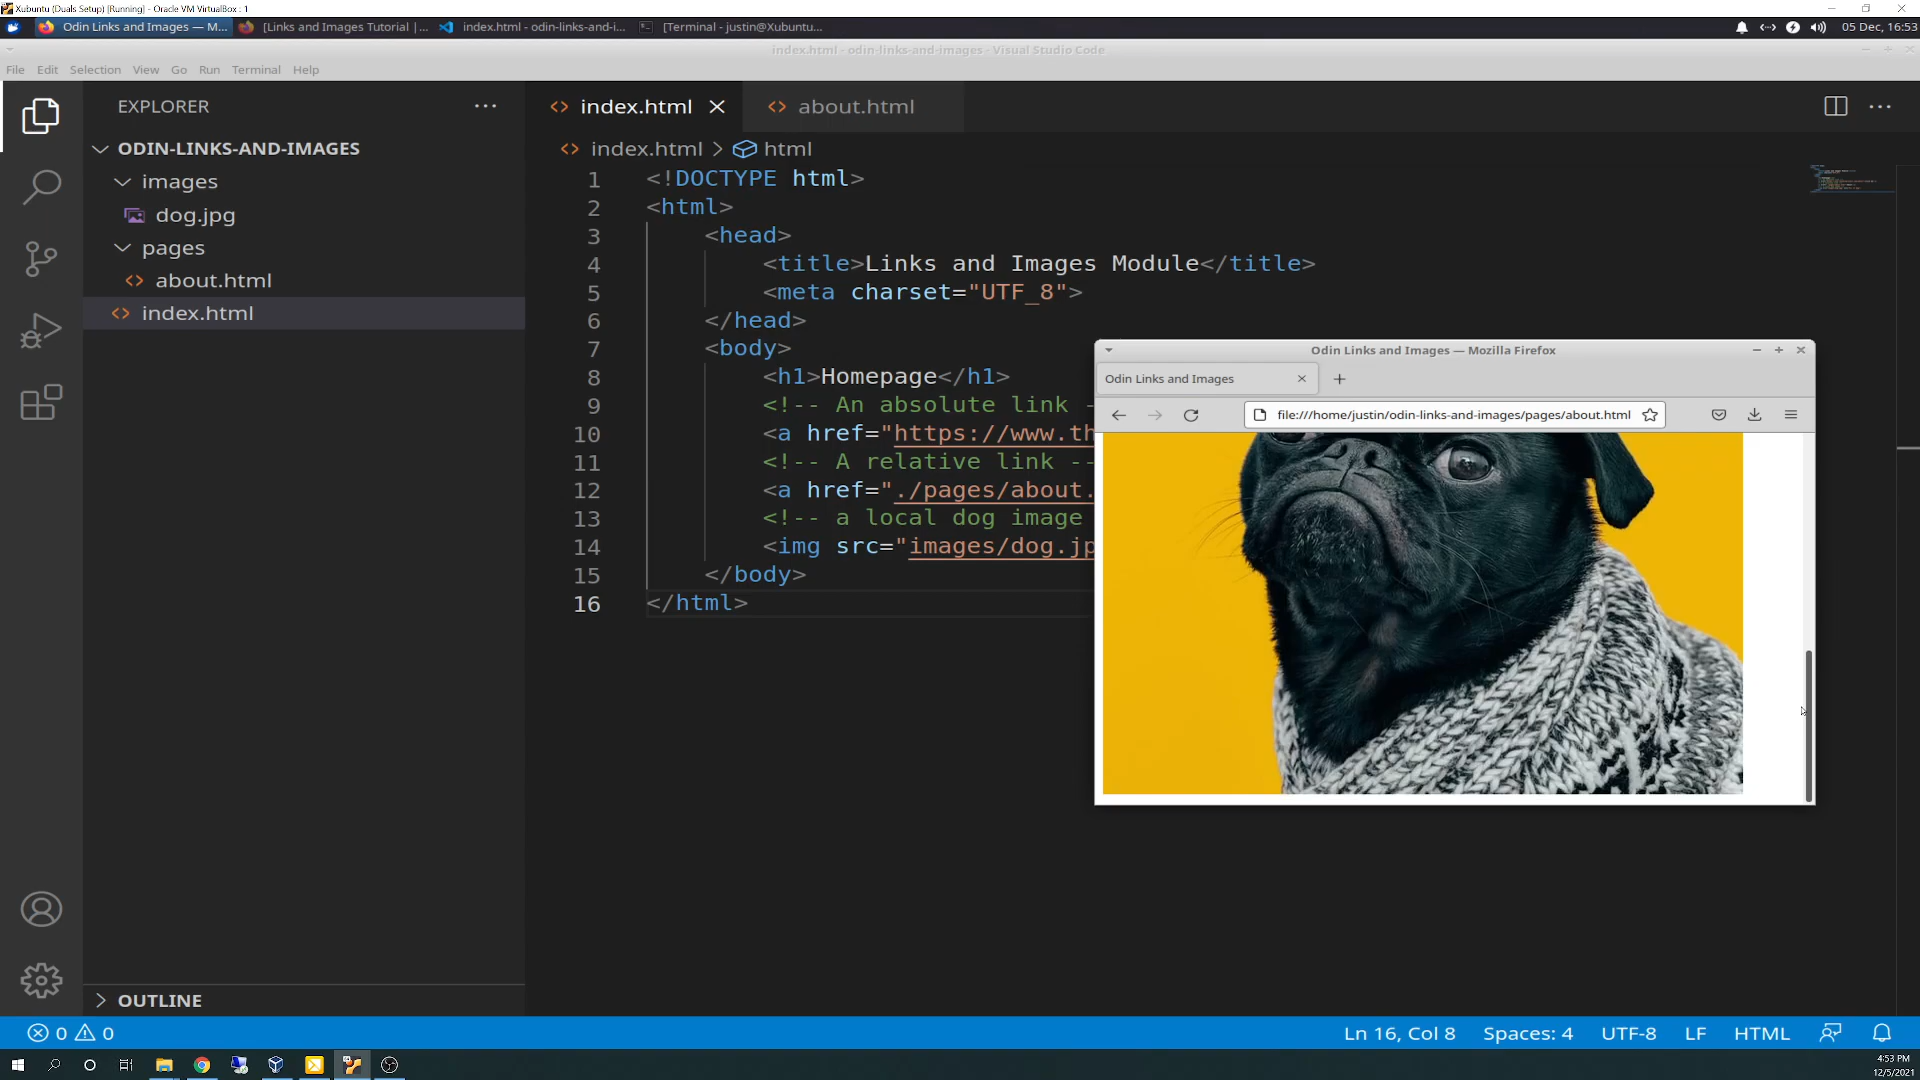 Xubuntu (Duals Setup) [Running] - Oracle VM VirtualBox : 1
Odin Links and Images — M...
[Links and Images Tutorial |...
index.html - odin-links-and-i...
[Terminal - justin@Xubuntu...
05 Dec, 16:53
index.html - odin-links-and-images - Visual Studio Code
File Edit Selection View Go Run Terminal Help
EXPLORER
index.html
about.html
ODIN-LINKS-AND-IMAGES
images
dog.jpg
pages
about.html
index.html
index.html > html
1 <!DOCTYPE html>
2 <html>
3 <head>
4 <title>Links and Images Module</title>
5 <meta charset="UTF_8">
6 </head>
7 <body>
8 <h1>Homepage</h1>
9 <!-- An absolute link -
10 <a href="https://www.th
11 <!-- A relative link --
12 <a href="./pages/about.
13 <!-- a local dog image
14 <img src="images/dog.jp
15 </body>
16 </html>
Odin Links and Images — Mozilla Firefox
Odin Links and Images
file:///home/justin/odin-links-and-images/pages/about.html
OUTLINE
0 0
Ln 16, Col 8 Spaces: 4 UTF-8 LF HTML
4:53 PM
12/5/2021